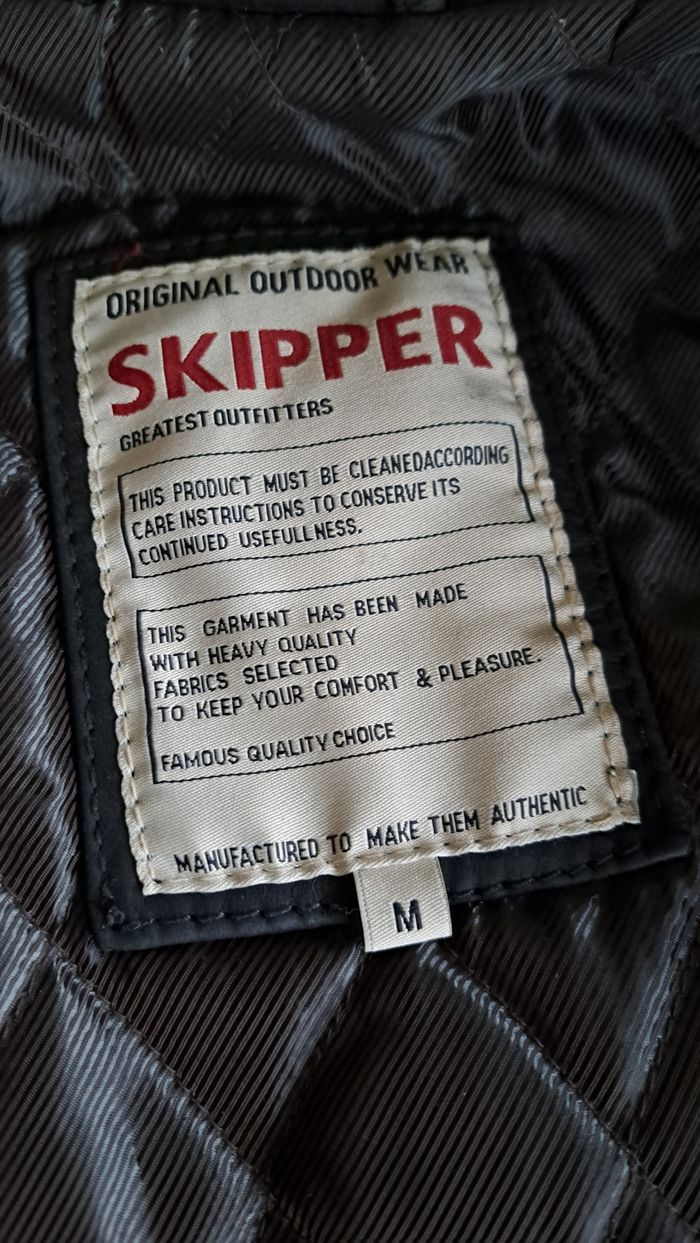 ORIGINAL OUTDOOR WEAR
SKIPPER
GREATEST OUTFITTERS
THIS PRODUCT MUST BE CLEANEDACCORDING
CARE INSTRUCTIONS TO CONSERVE ITS
CONTINUED USEFULLNESS.
THIS GARMENT HAS BEEN MADE
WITH HEAVY QUALITY
FABRICS SELECTED
TO KEEP YOUR COMFORT & PLEASURE.
FAMOUS QUALITY CHOICE
MANUFACTURED TO MAKE THEM AUTHENTIC
M